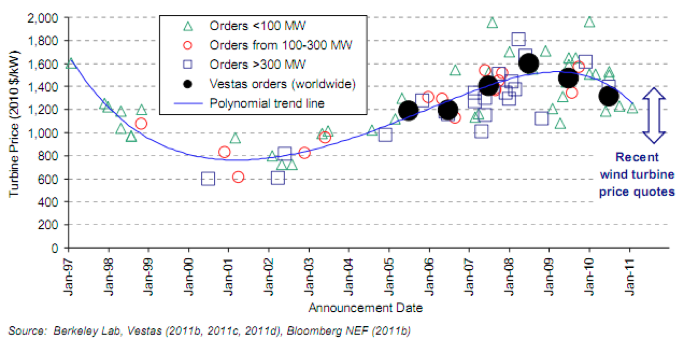 2,000
1,800
1,600
1,400
1,200
1,000
800
600
400
200
0
Turbine Price (2010 $/kW)
Orders <100 MW
Orders from 100-300 MW
Orders >300 MW
Vestas orders (worldwide)
Polynomial trend line
Recent
wind turbine
price quotes
Jan-97
Jan-98
Jan-99
Jan-00
Jan-01
Jan-02
Jan-03
Jan-04
Jan-05
Jan-06
Jan-07
Jan-08
Jan-09
Jan-10
Jan-11
Announcement Date
Source: Berkeley Lab, Vestas (2011b, 2011c, 2011d), Bloomberg NEF (2011b)